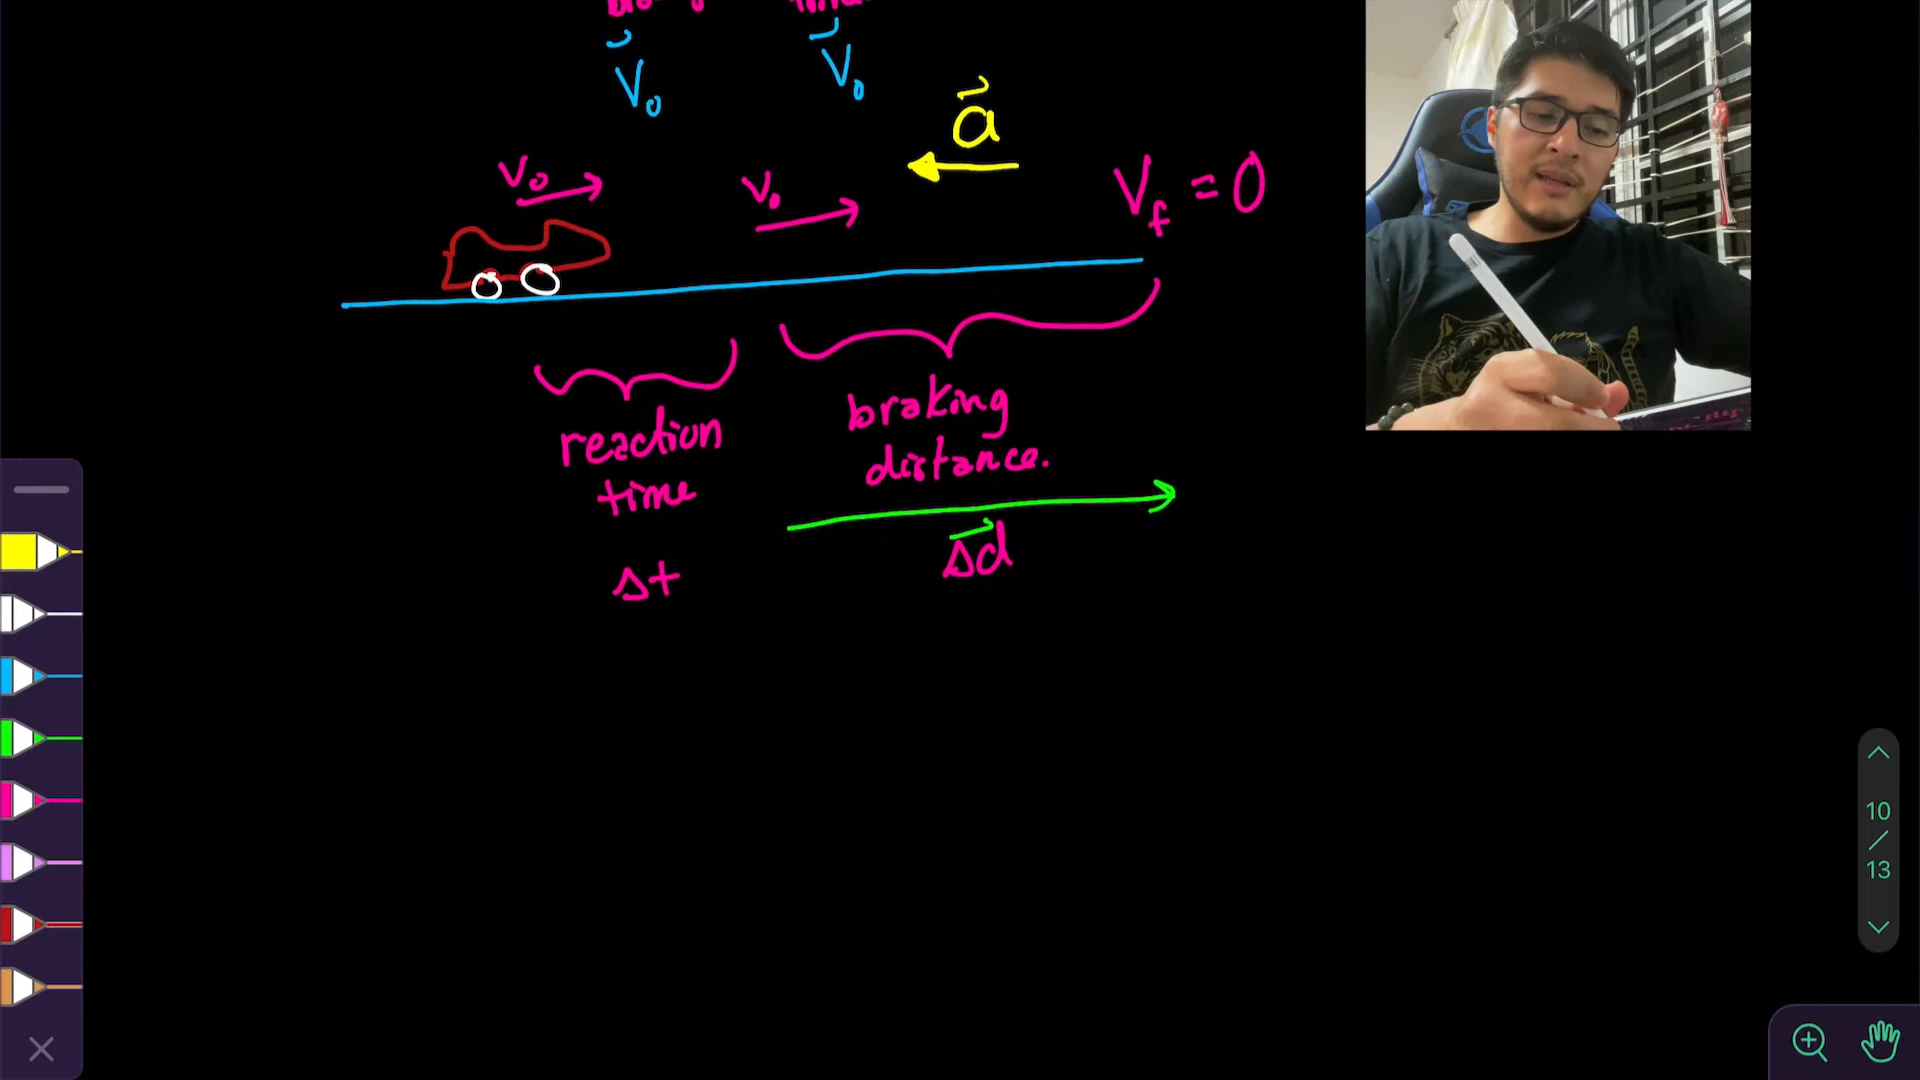 V₀ V₀
a
V₀ V₀ V_f = 0
reaction
time
Δt
braking
distance.
Δd
10
/
13